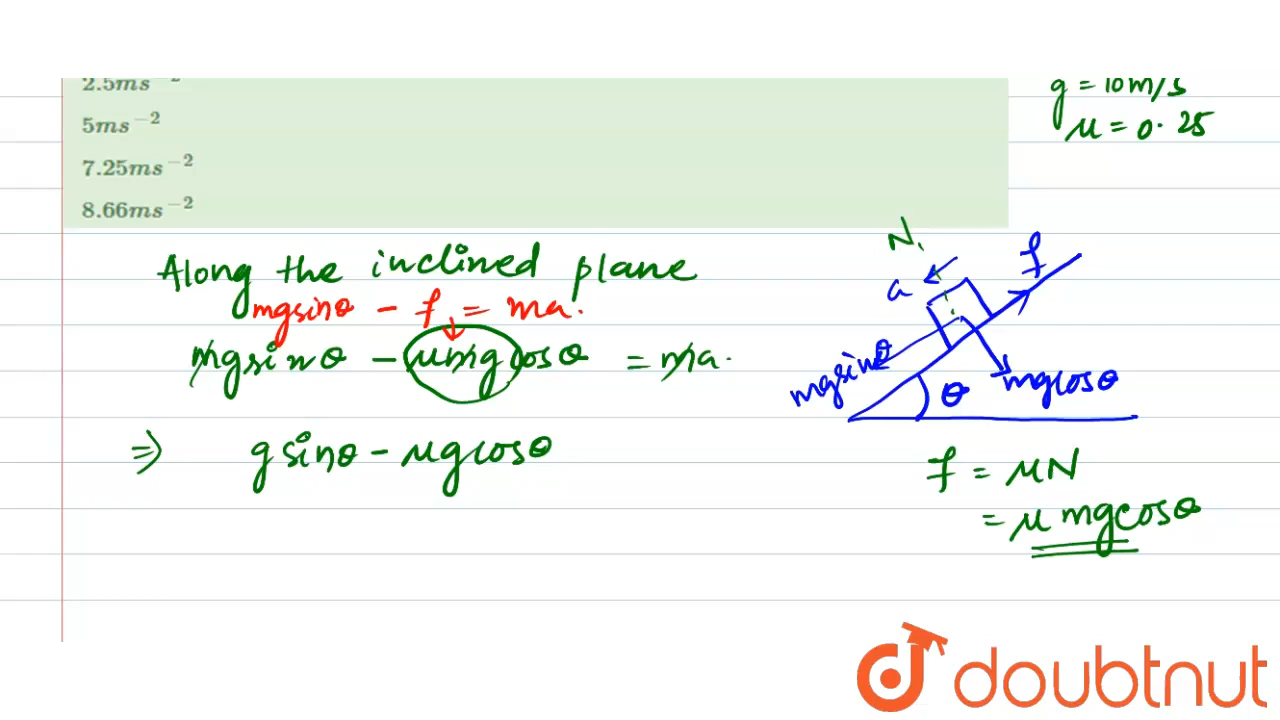 2.5ms⁻²
5ms⁻²
7.25ms⁻²
8.66ms⁻²
g = 10m/s
μ = 0.25
Along the inclined plane
mgsinθ - f = ma.
mgsinθ - μmgcosθ = ma.
⇒ gsinθ - μgcosθ
N
a
f
mgsinθ
θ
mgcosθ
f = μN
= μmgcosθ
doubtnut